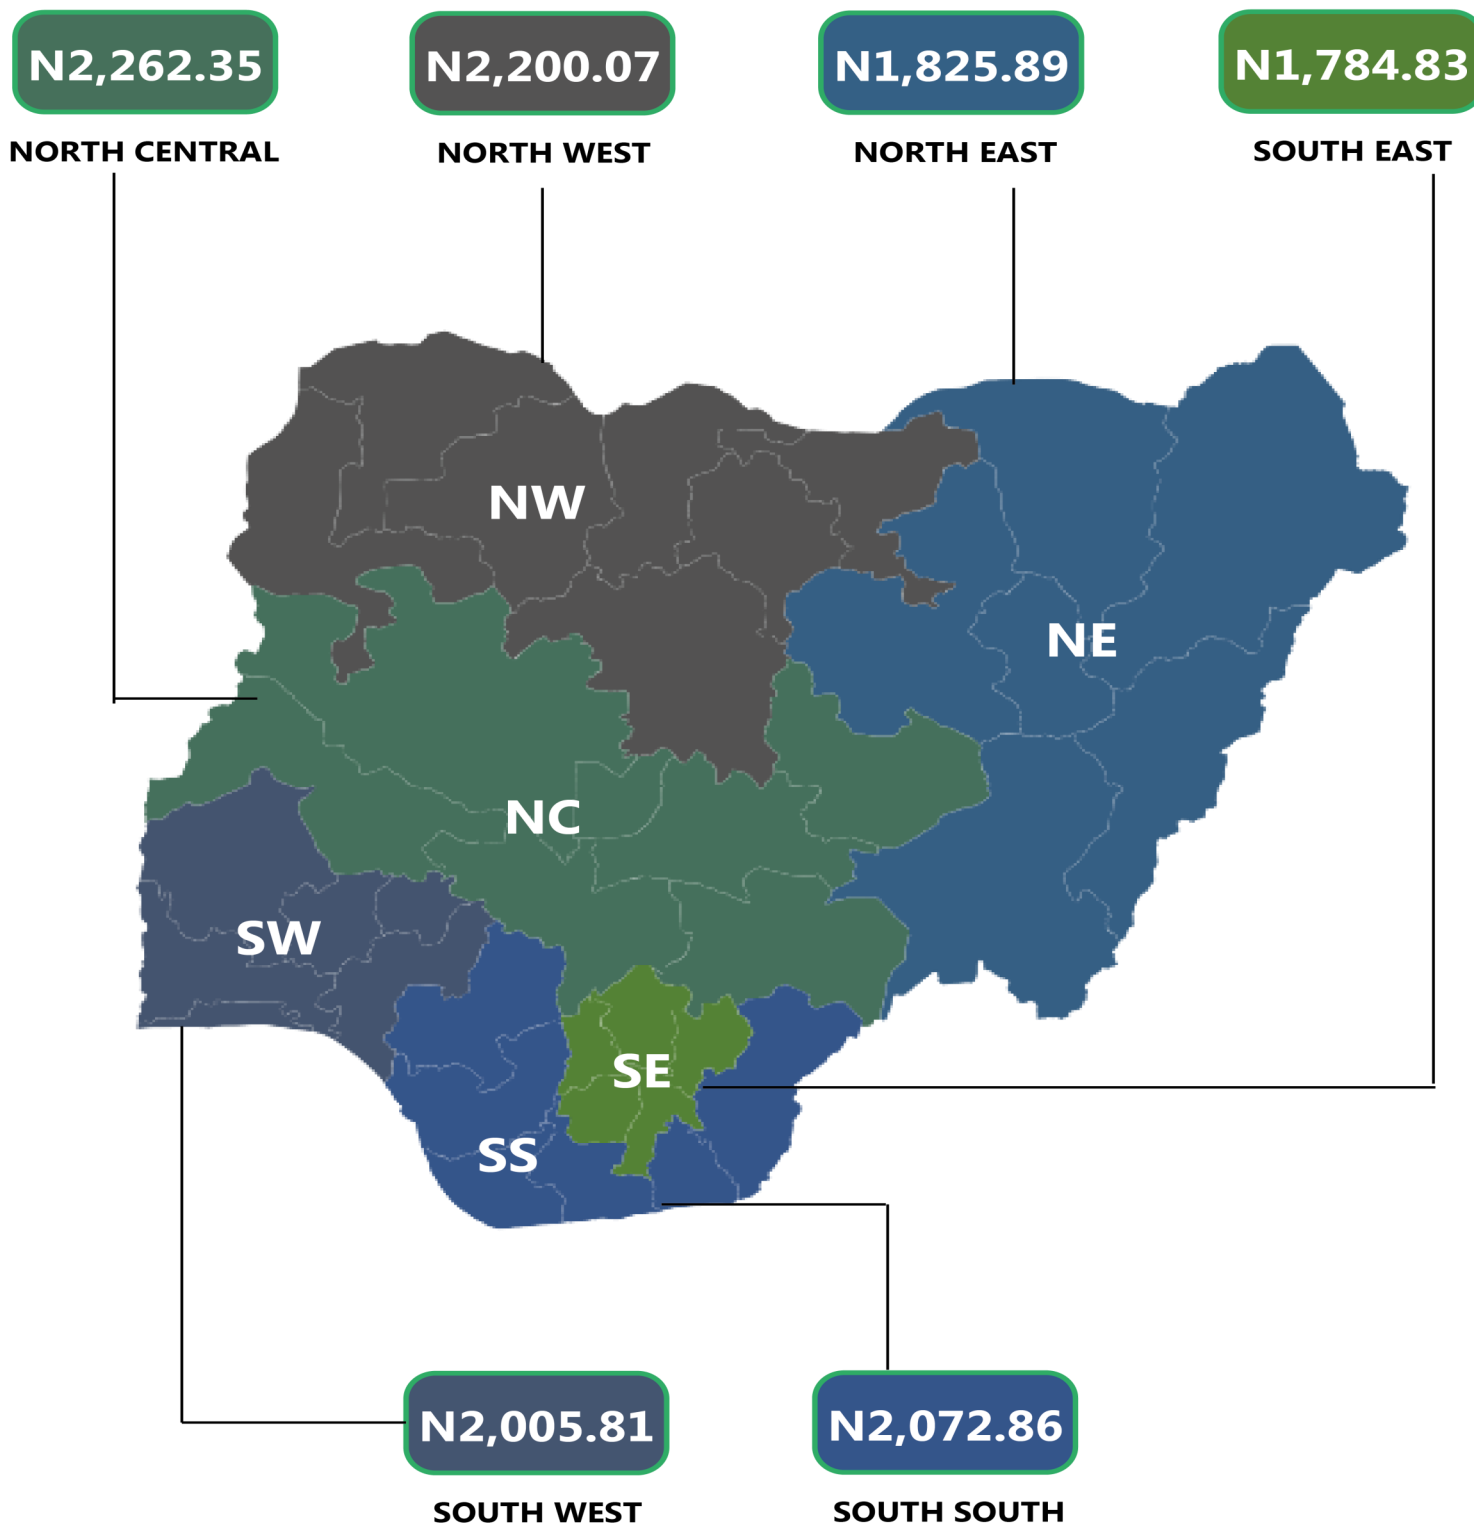 N2,262.35
N2,200.07
N1,825.89
N1,784.83
NORTH CENTRAL
NORTH WEST
NORTH EAST
SOUTH EAST
NW
NE
NC
SW
SE
SS
N2,005.81
N2,072.86
SOUTH WEST
SOUTH SOUTH